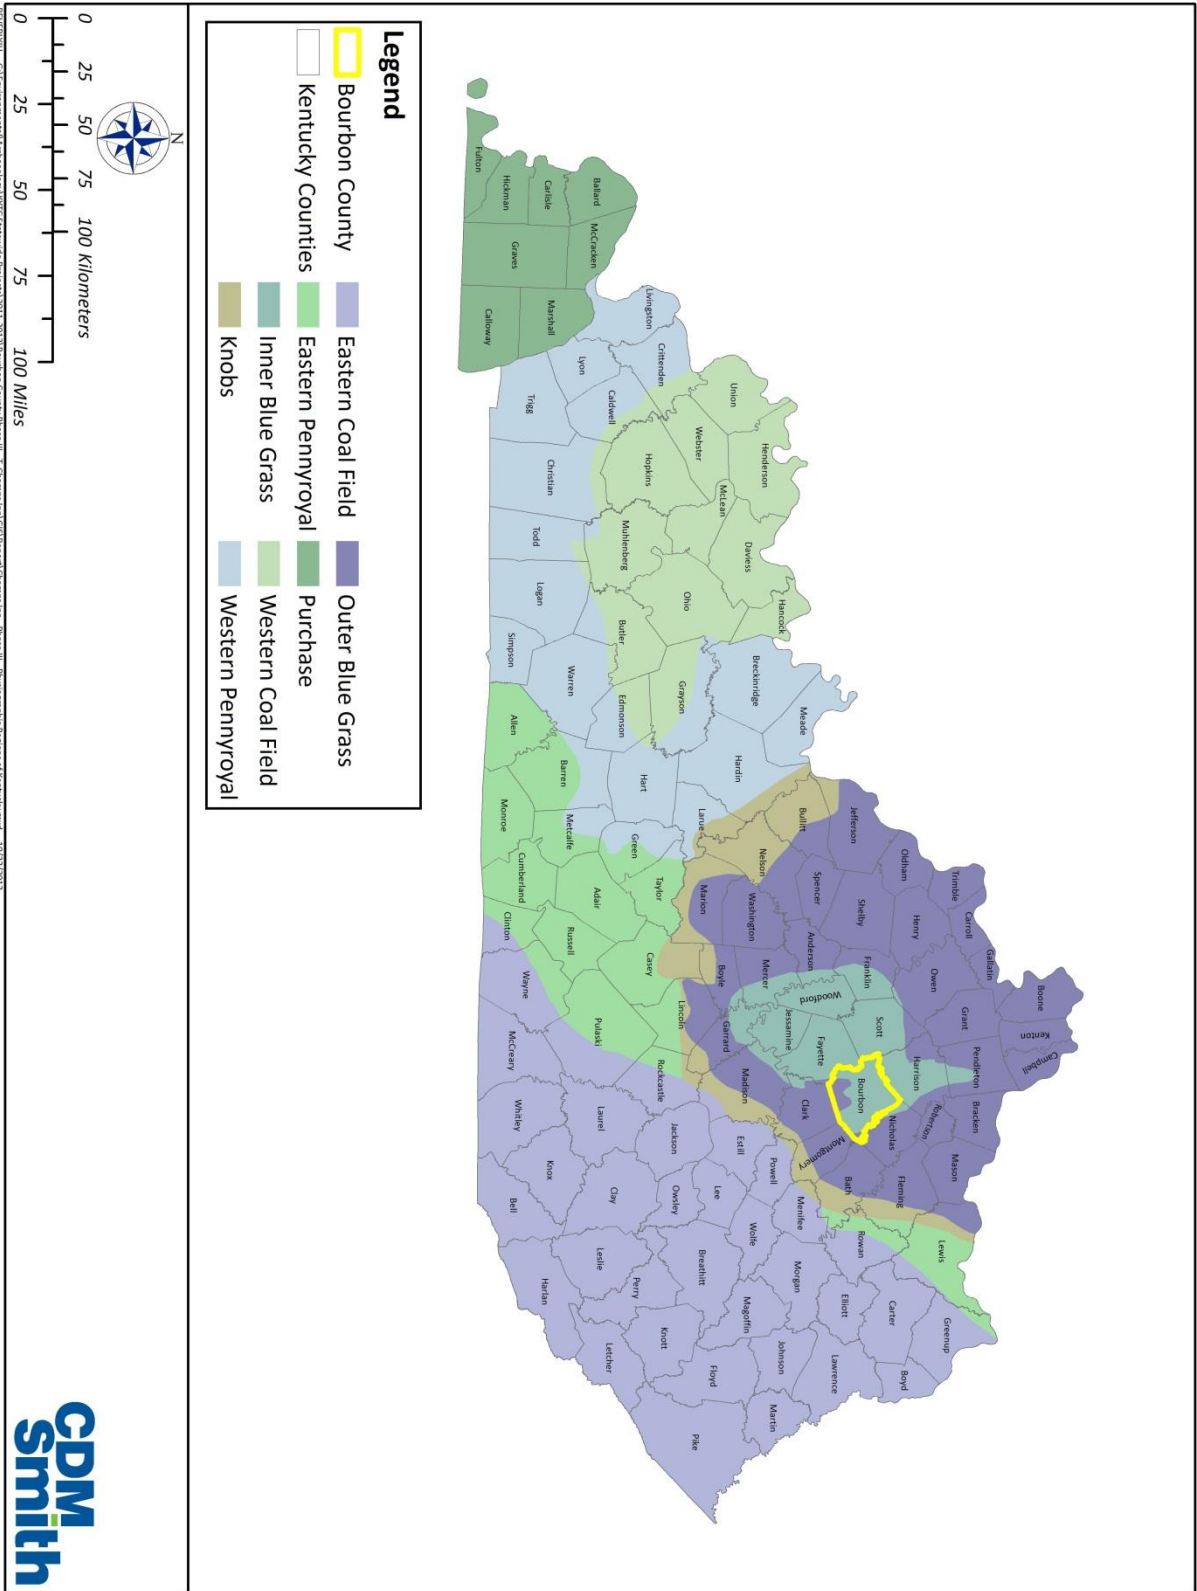 Fulton
Hickman
Carlisle
Ballard
McCracken
Graves
Marshall
Calloway
Livingston
Crittenden
Lyon
Caldwell
Trigg
Christian
Todd
Logan
Simpson
Warren
Union
Henderson
Webster
Hopkins
McLean
Daviess
Muhlenberg
Ohio
Hancock
Butler
Edmonson
Grayson
Breckinridge
Meade
Hardin
Hart
Larue
Allen
Barren
Monroe
Metcalfe
Green
Cumberland
Adair
Taylor
Clinton
Russell
Casey
Wayne
Pulaski
Lincoln
McCreary
Rockcastle
Bullitt
Nelson
Marion
Washington
Jefferson
Spencer
Shelby
Oldham
Trimble
Carroll
Henry
Gallatin
Owen
Anderson
Mercer
Boyle
Franklin
Woodford
Scott
Jessamine
Fayette
Garrard
Madison
Clark
Bourbon
Harrison
Grant
Boone
Kenton
Campbell
Pendleton
Bracken
Robertson
Nicholas
Mason
Fleming
Montgomery
Bath
Lewis
Rowan
Menifee
Powell
Estill
Jackson
Laurel
Whitley
Knox
Bell
Clay
Owsley
Lee
Wolfe
Breathitt
Leslie
Perry
Harlan
Knott
Letcher
Floyd
Magoffin
Morgan
Elliott
Carter
Greenup
Boyd
Lawrence
Johnson
Martin
Pike
Legend
Bourbon County
Kentucky Counties
Eastern Coal Field
Eastern Pennyroyal
Inner Blue Grass
Knobs
Outer Blue Grass
Purchase
Western Coal Field
Western Pennyroyal
N
0 25 50 75 100 Kilometers
0 25 50 75 100 Miles
CDM
Smith